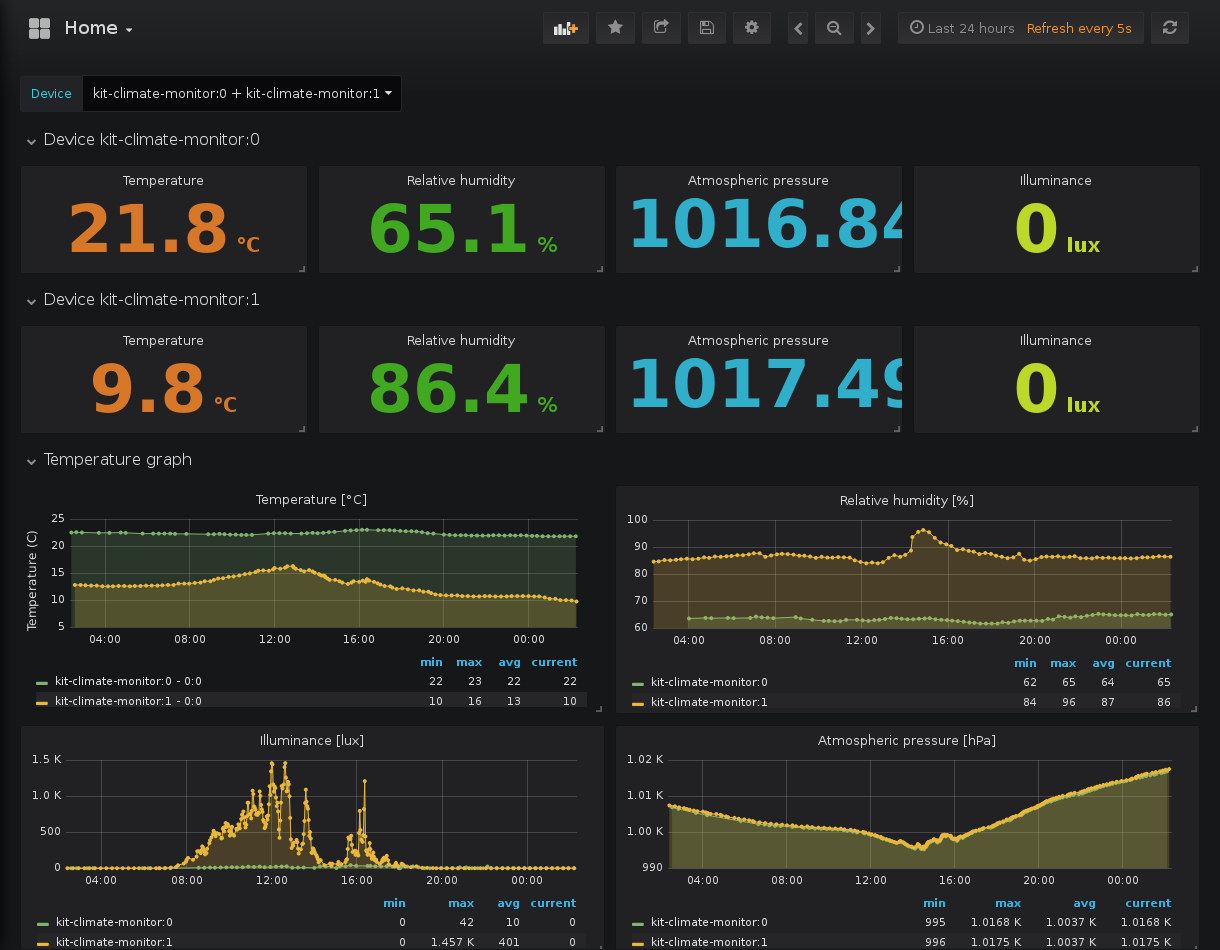 Home
Last 24 hours Refresh every 5s
Device kit-climate-monitor:0 + kit-climate-monitor:1
Device kit-climate-monitor:0
Temperature Relative humidity Atmospheric pressure Illuminance
21.8 °C 65.1 % 1016.84 0 lux
Device kit-climate-monitor:1
Temperature Relative humidity Atmospheric pressure Illuminance
9.8 °C 86.4 % 1017.49 0 lux
Temperature graph
Temperature [°C]
Temperature (C)
25
20
15
10
5
04:00 08:00 12:00 16:00 20:00 00:00
min max avg current
kit-climate-monitor:0 - 0:0 22 23 22 22
kit-climate-monitor:1 - 0:0 10 16 13 10
Relative humidity [%]
100
90
80
70
60
04:00 08:00 12:00 16:00 20:00 00:00
min max avg current
kit-climate-monitor:0 62 65 64 65
kit-climate-monitor:1 84 96 87 86
Illuminance [lux]
1.5 K
1.0 K
500
0
04:00 08:00 12:00 16:00 20:00 00:00
min max avg current
kit-climate-monitor:0 0 42 10 0
kit-climate-monitor:1 0 1.457 K 401 0
Atmospheric pressure [hPa]
1.02 K
1.01 K
1.00 K
990
04:00 08:00 12:00 16:00 20:00 00:00
min max avg current
kit-climate-monitor:0 995 1.0168 K 1.0037 K 1.0168 K
kit-climate-monitor:1 996 1.0175 K 1.0037 K 1.0175 K